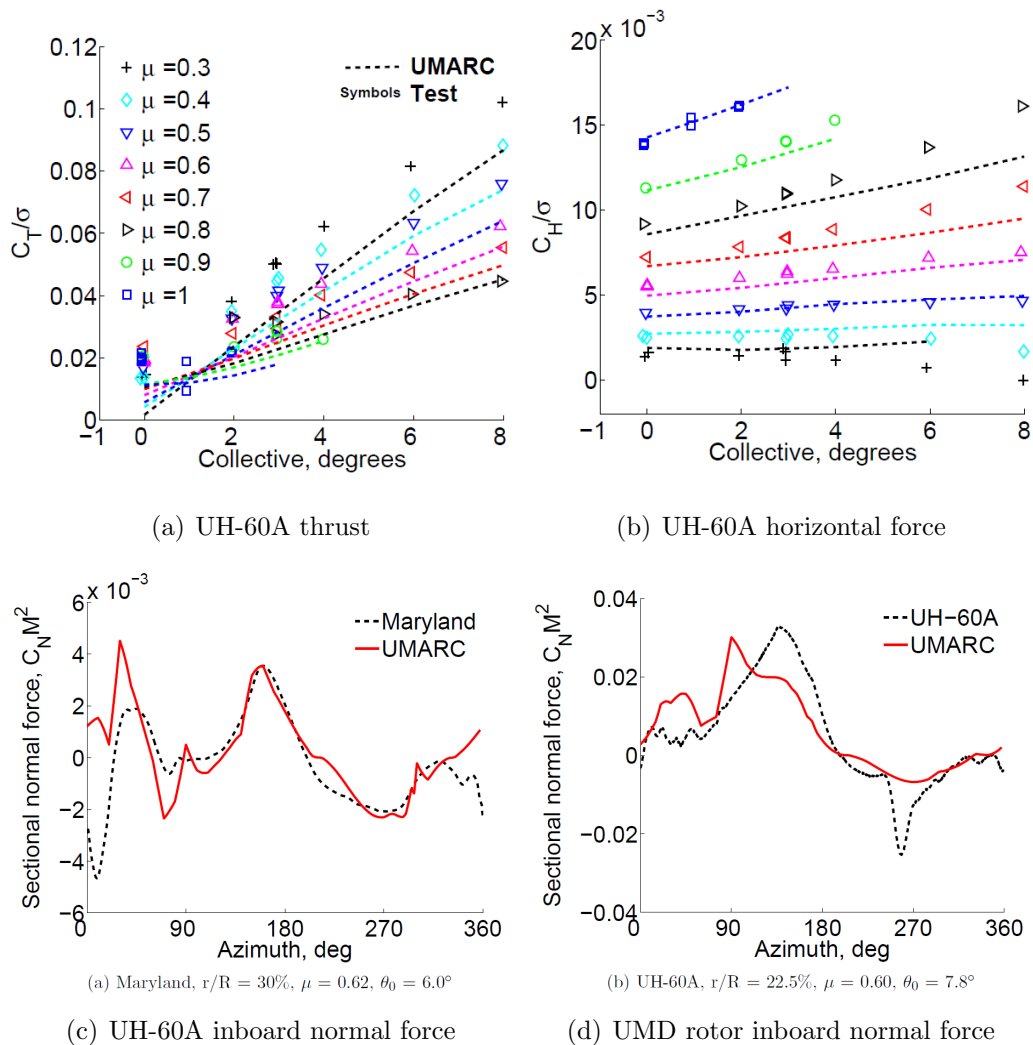 0.12
0.1
0.08
0.06
0.04
0.02
0
−1
0
2
4
6
8
C_T/σ
Collective, degrees
μ =0.3
μ =0.4
μ =0.5
μ =0.6
μ =0.7
μ =0.8
μ =0.9
μ =1
UMARC
Symbols Test
(a) UH-60A thrust
x 10⁻³
20
15
10
5
0
−1
0
2
4
6
8
C_H/σ
Collective, degrees
(b) UH-60A horizontal force
x 10⁻³
6
4
2
0
−2
−4
−6
0
90
180
270
360
Sectional normal force, C_N M²
Azimuth, deg
Maryland
UMARC
(a) Maryland, r/R = 30%, μ = 0.62, θ₀ = 6.0°
(c) UH-60A inboard normal force
0.04
0.02
0
−0.02
−0.04
0
90
180
270
360
Sectional normal force, C_N M²
Azimuth, deg
UH−60A
UMARC
(b) UH-60A, r/R = 22.5%, μ = 0.60, θ₀ = 7.8°
(d) UMD rotor inboard normal force